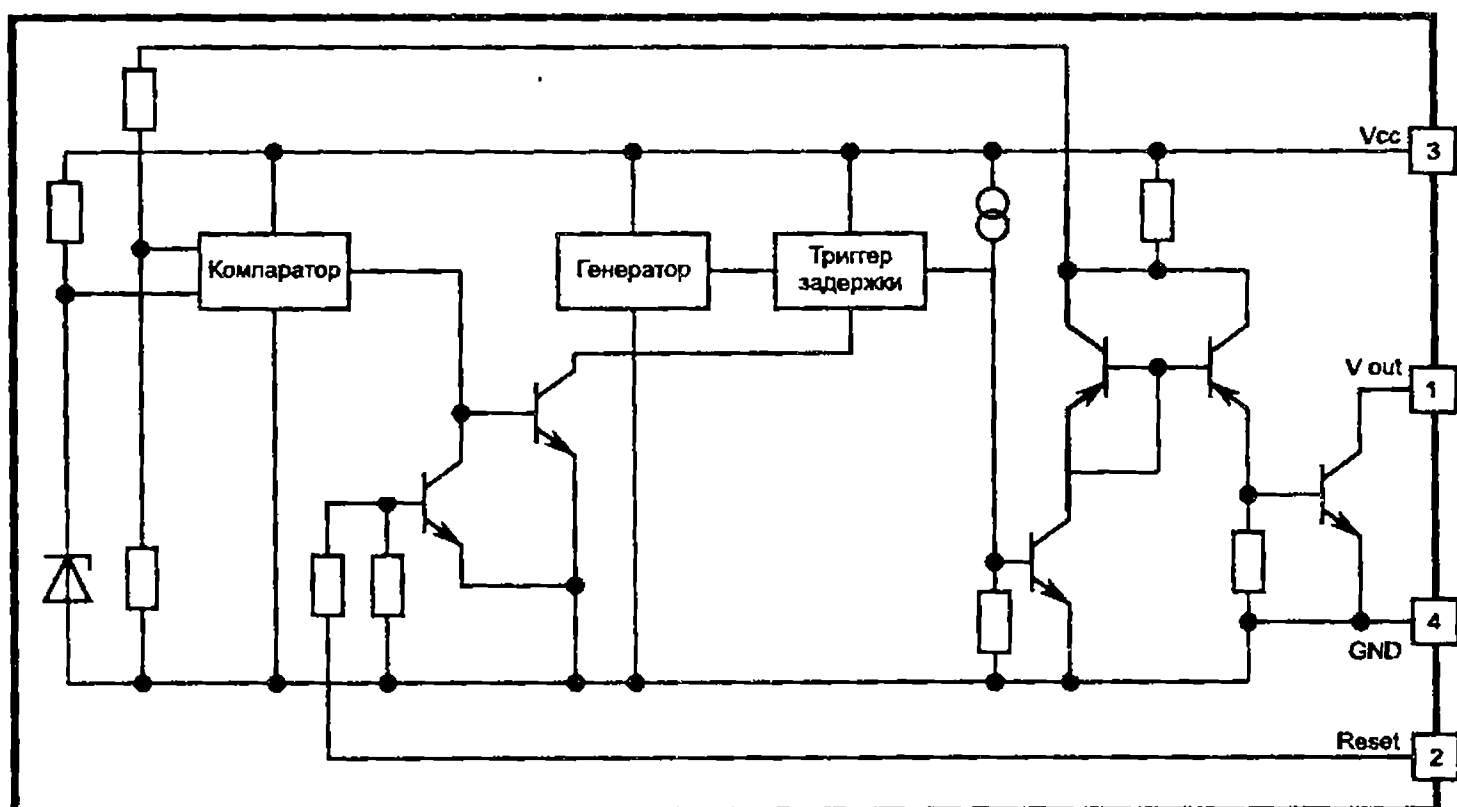 Vcc
3
Компаратор
Генератор
Триггер
задержки
V out
1
4
GND
Reset
2